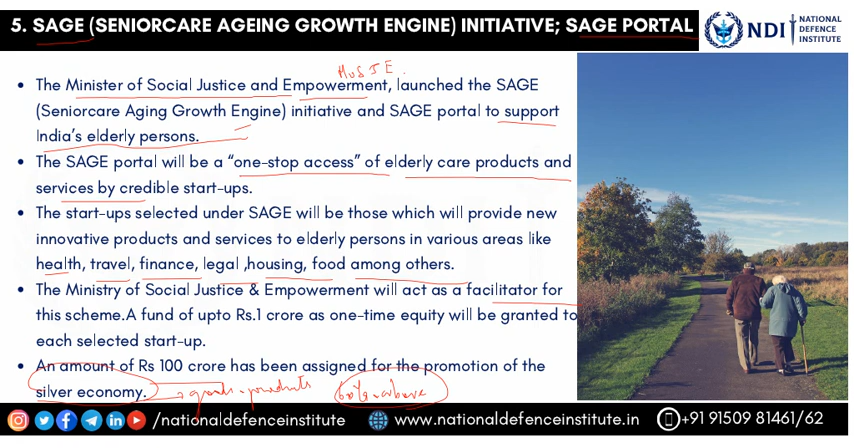 5. SAGE (SENIORCARE AGEING GROWTH ENGINE) INITIATIVE; SAGE PORTAL
NDI
NATIONAL
DEFENCE
INSTITUTE
• The Minister of Social Justice and Empowerment, launched the SAGE
(Seniorcare Aging Growth Engine) initiative and SAGE portal to support
India's elderly persons.
• The SAGE portal will be a “one-stop access” of elderly care products and
services by credible start-ups.
• The start-ups selected under SAGE will be those which will provide new
innovative products and services to elderly persons in various areas like
health, travel, finance, legal ,housing, food among others.
• The Ministry of Social Justice & Empowerment will act as a facilitator for
this scheme.A fund of upto Rs.1 crore as one-time equity will be granted to
each selected start-up.
• An amount of Rs 100 crore has been assigned for the promotion of the
silver economy.
→ goods. products
/nationaldefenceinstitute
www.nationaldefenceinstitute.in
+91 91509 81461/62